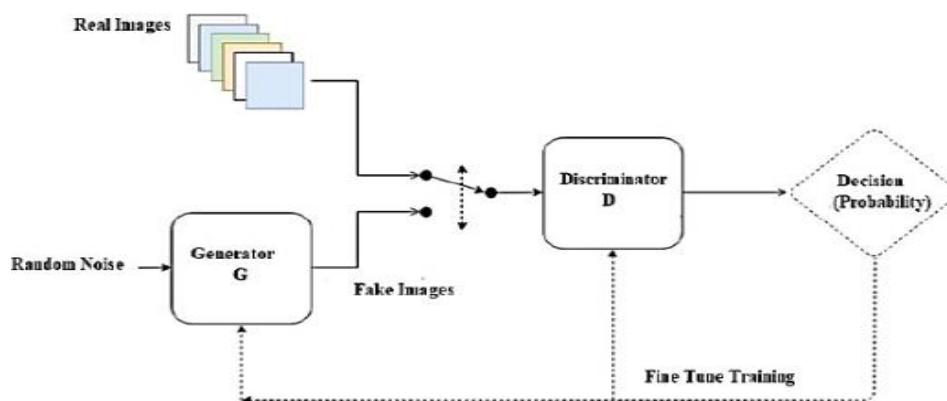 Real Images
Discriminator
D
Decision
(Probability)
Generator
G
Random Noise
Fake Images
Fine Tune Training